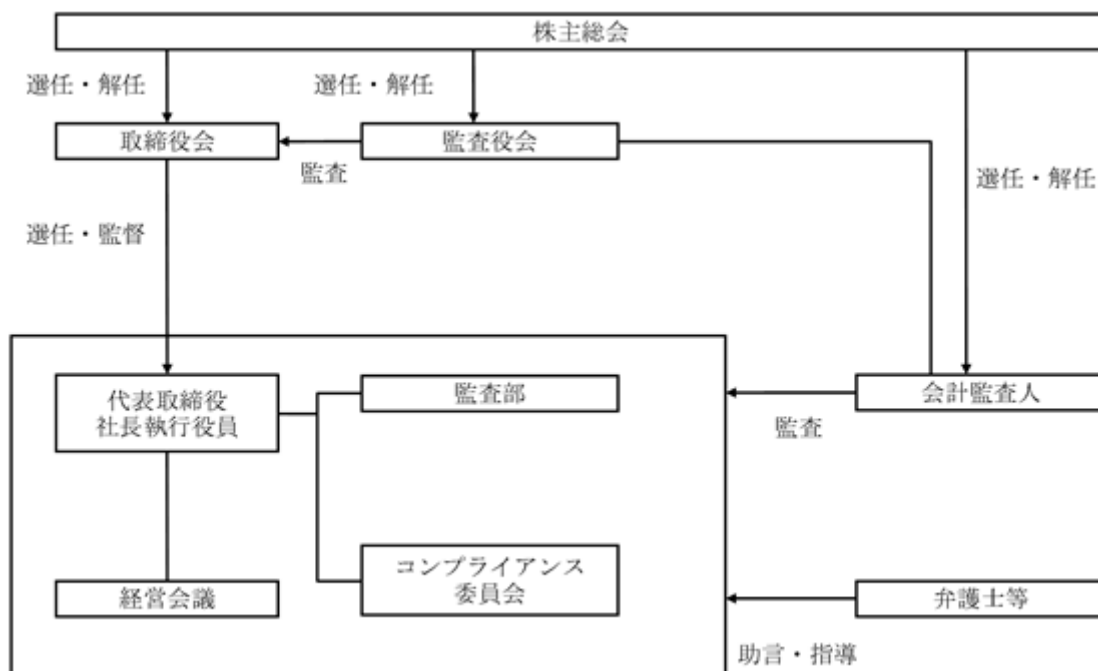 株主総会
選任・解任
選任・解任
取締役会
監査役会
監査
選任・解任
選任・監督
代表取締役
社長執行役員
監査部
会計監査人
監査
コンプライアンス
委員会
経営会議
弁護士等
助言・指導